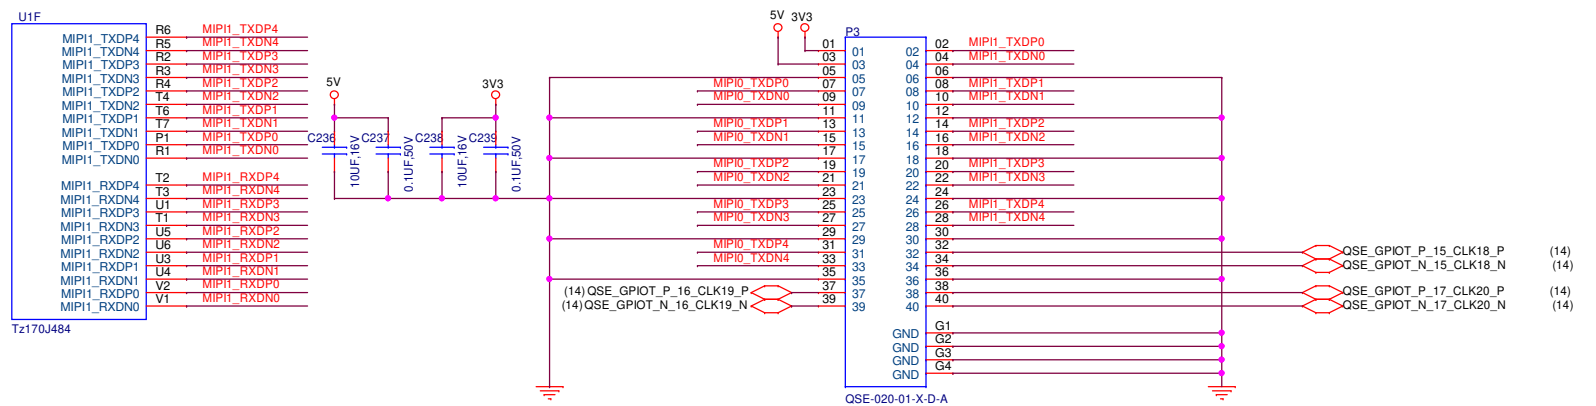 U1F
MIPI1_TXDP4 R6 MIPI1_TXDP4
MIPI1_TXDN4 R5 MIPI1_TXDN4
MIPI1_TXDP3 R2 MIPI1_TXDP3
MIPI1_TXDN3 R3 MIPI1_TXDN3
MIPI1_TXDP2 R4 MIPI1_TXDP2
MIPI1_TXDN2 T4 MIPI1_TXDN2
MIPI1_TXDP1 T6 MIPI1_TXDP1
MIPI1_TXDN1 T7 MIPI1_TXDN1
MIPI1_TXDP0 P1 MIPI1_TXDP0
MIPI1_TXDN0 R1 MIPI1_TXDN0
MIPI1_RXDP4 T2 MIPI1_RXDP4
MIPI1_RXDN4 T3 MIPI1_RXDN4
MIPI1_RXDP3 U1 MIPI1_RXDP3
MIPI1_RXDN3 T1 MIPI1_RXDN3
MIPI1_RXDP2 U5 MIPI1_RXDP2
MIPI1_RXDN2 U6 MIPI1_RXDN2
MIPI1_RXDP1 U3 MIPI1_RXDP1
MIPI1_RXDN1 U4 MIPI1_RXDN1
MIPI1_RXDP0 V2 MIPI1_RXDP0
MIPI1_RXDN0 V1 MIPI1_RXDN0
Tz170J484
5V
3V3
C236
10UF,16V
C237
0.1UF,50V
C238
10UF,16V
C239
0.1UF,50V
5V
3V3
P3
01 01 02 02 MIPI1_TXDP0
03 03 04 04 MIPI1_TXDN0
05 05 06 06
MIPI0_TXDP0 07 07 08 08 MIPI1_TXDP1
MIPI0_TXDN0 09 09 10 10 MIPI1_TXDN1
11 11 12 12
MIPI0_TXDP1 13 13 14 14 MIPI1_TXDP2
MIPI0_TXDN1 15 15 16 16 MIPI1_TXDN2
17 17 18 18
MIPI0_TXDP2 19 19 20 20 MIPI1_TXDP3
MIPI0_TXDN2 21 21 22 22 MIPI1_TXDN3
23 23 24 24
MIPI0_TXDP3 25 25 26 26 MIPI1_TXDP4
MIPI0_TXDN3 27 27 28 28 MIPI1_TXDN4
29 29 30 30
MIPI0_TXDP4 31 31 32 32 QSE_GPIOT_P_15_CLK18_P (14)
MIPI0_TXDN4 33 33 34 34 QSE_GPIOT_N_15_CLK18_N (14)
35 35 36 36
(14) QSE_GPIOT_P_16_CLK19_P 37 37 38 38 QSE_GPIOT_P_17_CLK20_P (14)
(14) QSE_GPIOT_N_16_CLK19_N 39 39 40 40 QSE_GPIOT_N_17_CLK20_N (14)
GND G1
GND G2
GND G3
GND G4
QSE-020-01-X-D-A